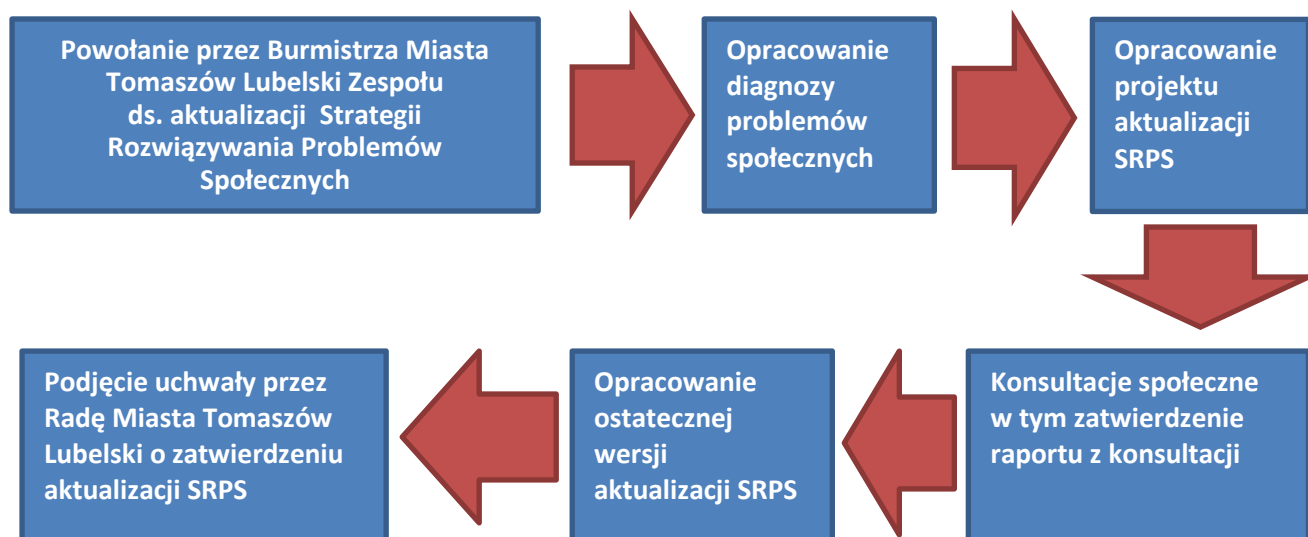 Powołanie przez Burmistrza Miasta
Tomaszów Lubelski Zespołu
ds. aktualizacji Strategii
Rozwiązywania Problemów
Społecznych
Opracowanie
diagnozy
problemów
społecznych
Opracowanie
projektu
aktualizacji
SRPS
Konsultacje społeczne
w tym zatwierdzenie
raportu z konsultacji
Opracowanie
ostatecznej
wersji
aktualizacji SRPS
Podjęcie uchwały przez
Radę Miasta Tomaszów
Lubelski o zatwierdzeniu
aktualizacji SRPS